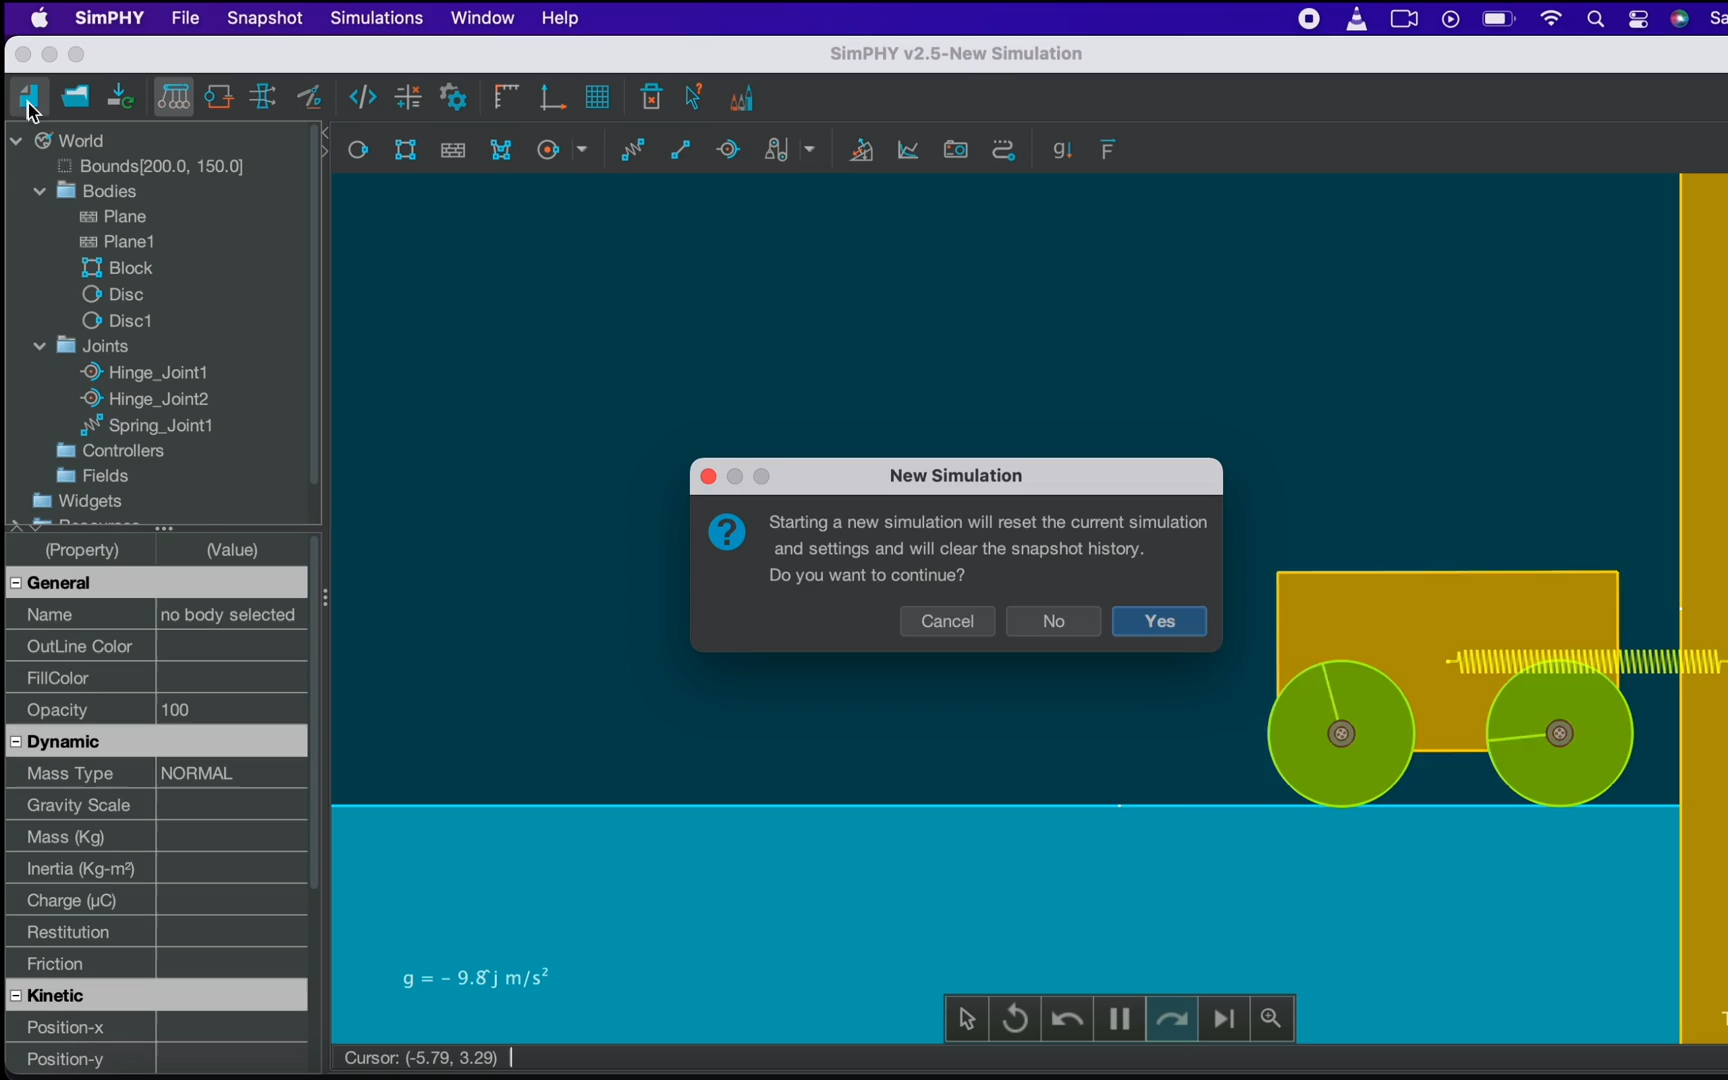 SimPHY File Snapshot Simulations Window Help
SimPHY v2.5-New Simulation
World
Bounds[200.0, 150.0]
Bodies
Plane
Plane1
Block
Disc
Disc1
Joints
Hinge_Joint1
Hinge_Joint2
Spring_Joint1
Controllers
Fields
Widgets
(Property) (Value)
General
Name no body selected
OutLine Color
FillColor
Opacity 100
Dynamic
Mass Type NORMAL
Gravity Scale
Mass (Kg)
Inertia (Kg-m²)
Charge (µC)
Restitution
Friction
Kinetic
Position-x
Position-y
New Simulation
Starting a new simulation will reset the current simulation
and settings and will clear the snapshot history.
Do you want to continue?
Cancel No Yes
g = - 9.8ĵ m/s²
Cursor: (-5.79, 3.29)